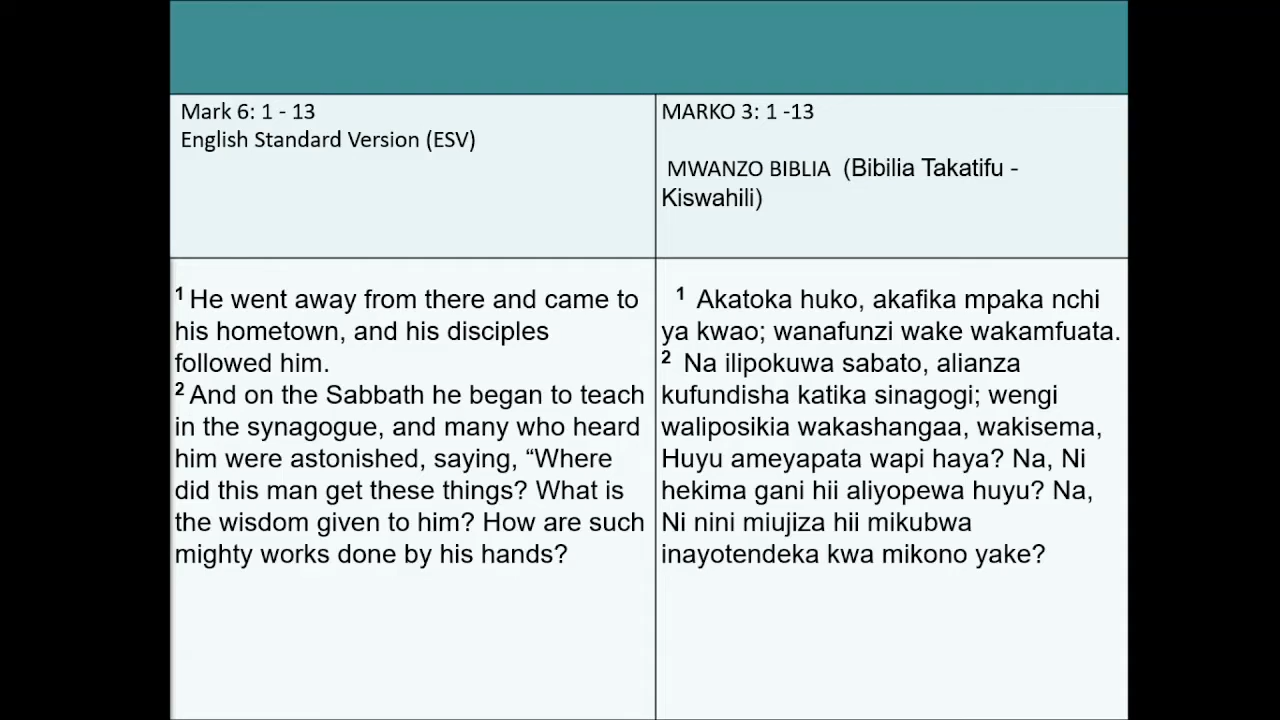 Mark 6: 1 - 13
English Standard Version (ESV)
MARKO 3: 1 -13
MWANZO BIBLIA (Bibilia Takatifu -
Kiswahili)
¹ He went away from there and came to
his hometown, and his disciples
followed him.
² And on the Sabbath he began to teach
in the synagogue, and many who heard
him were astonished, saying, “Where
did this man get these things? What is
the wisdom given to him? How are such
mighty works done by his hands?
¹ Akatoka huko, akafika mpaka nchi
ya kwao; wanafunzi wake wakamfuata.
² Na ilipokuwa sabato, alianza
kufundisha katika sinagogi; wengi
waliposikia wakashangaa, wakisema,
Huyu ameyapata wapi haya? Na, Ni
hekima gani hii aliyopewa huyu? Na,
Ni nini miujiza hii mikubwa
inayotendeka kwa mikono yake?